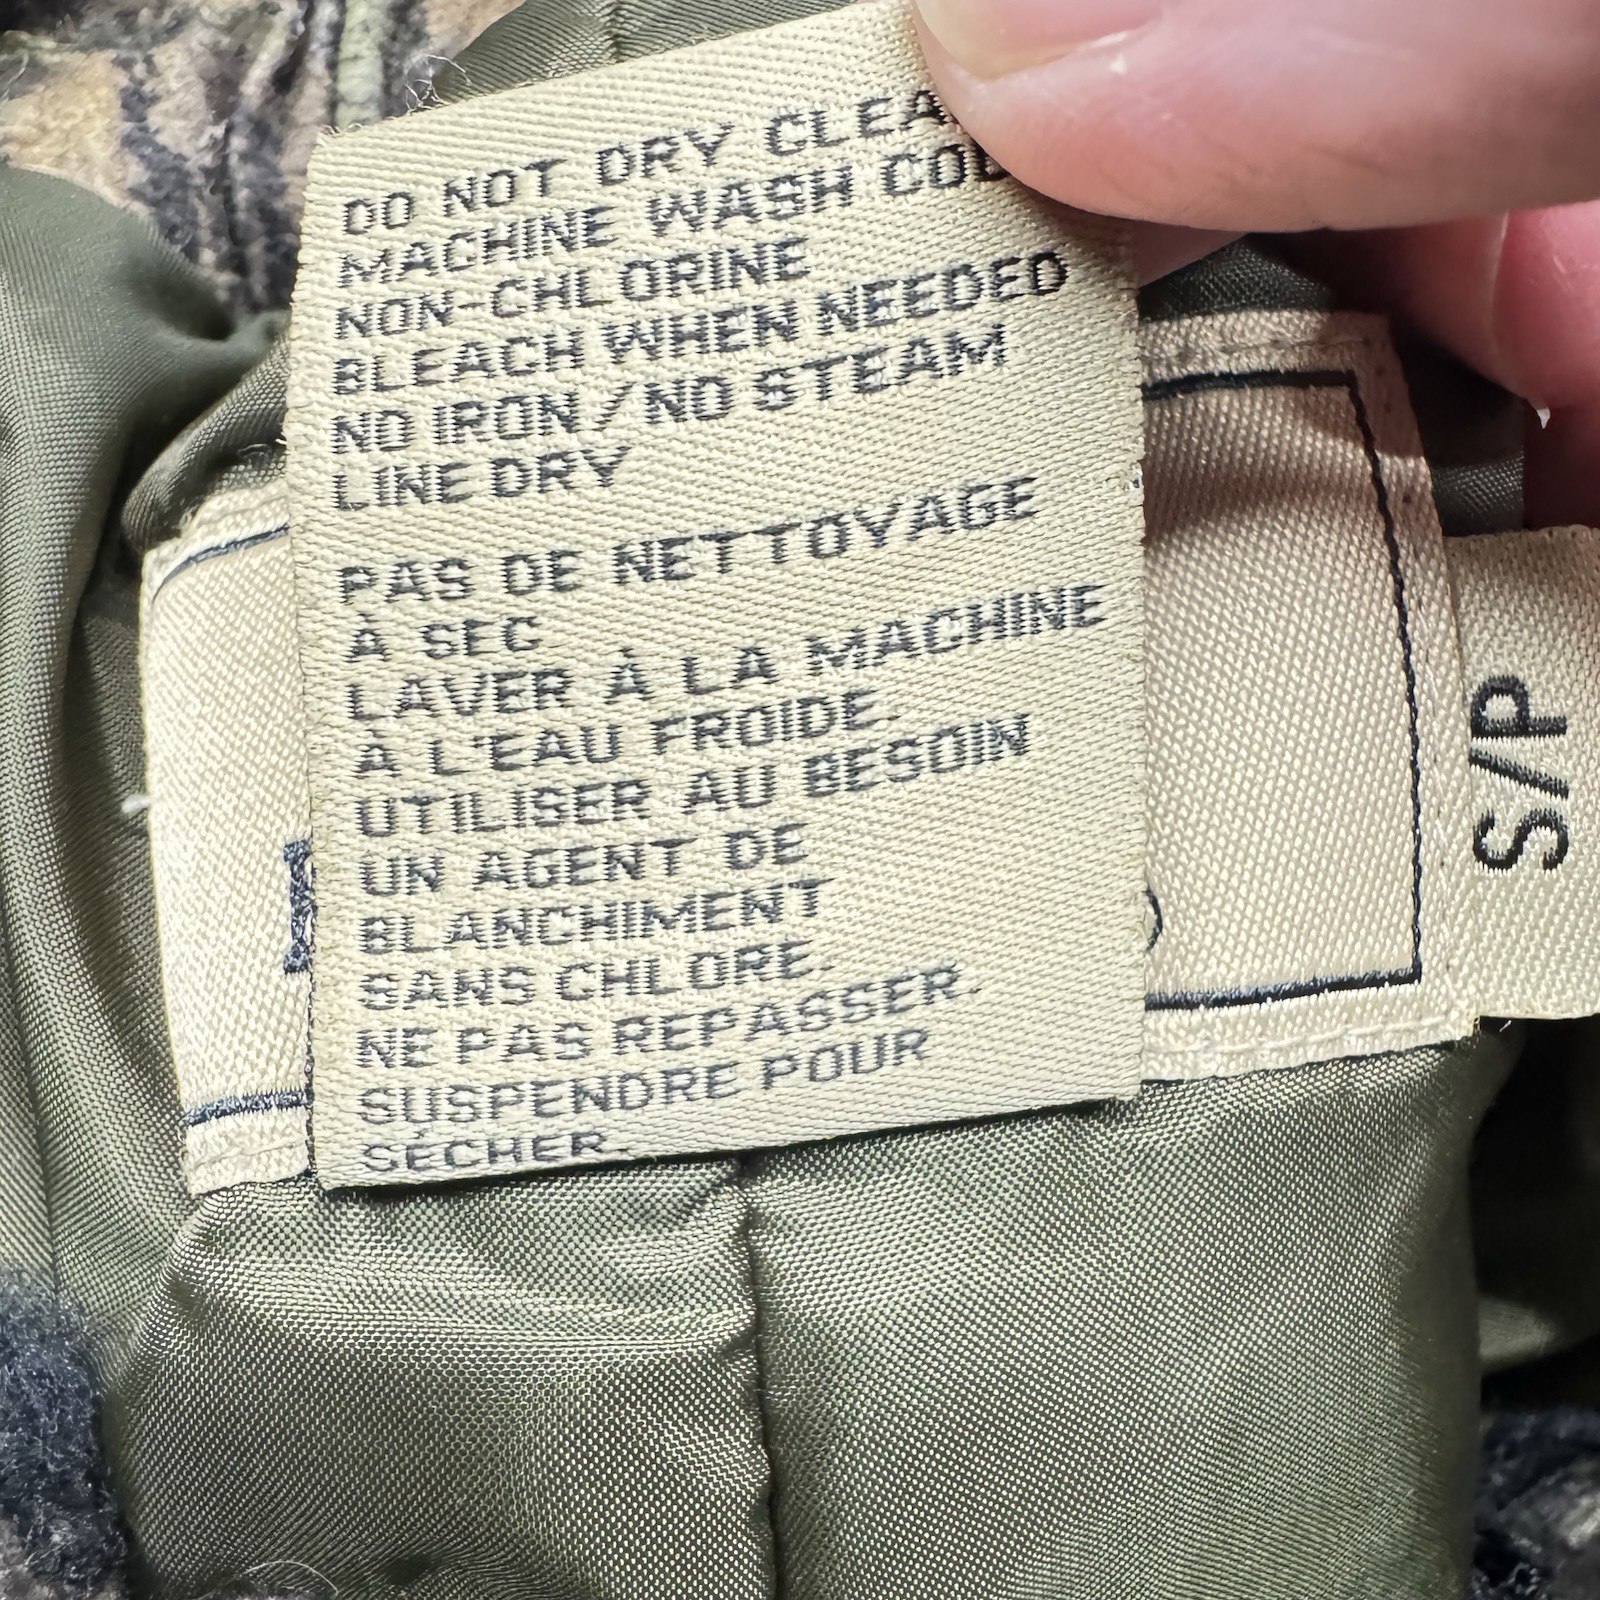 DO NOT DRY CLEA
MACHINE WASH COL
NON-CHLORINE
BLEACH WHEN NEEDED
NO IRON/NO STEAM
LINE DRY
PAS DE NETTOYAGE
À SEC
LAVER À LA MACHINE
À L'EAU FROIDE.
UTILISER AU BESOIN
UN AGENT DE
BLANCHIMENT
SANS CHLORE.
NE PAS REPASSER.
SUSPENDRE POUR
SÉCHER.
S/P